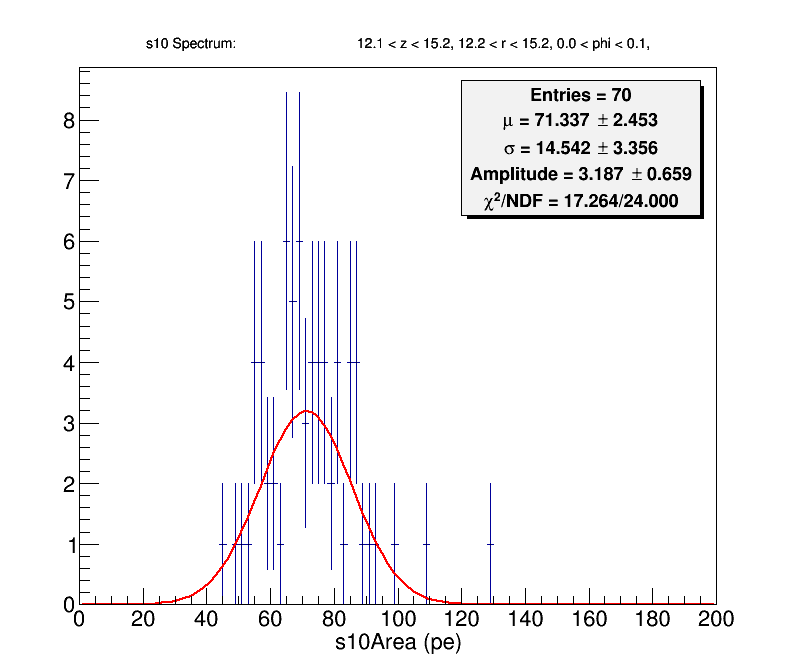 s10 Spectrum: 12.1 < z < 15.2, 12.2 < r < 15.2, 0.0 < phi < 0.1,
Entries = 70
μ = 71.337 ± 2.453
σ = 14.542 ± 3.356
Amplitude = 3.187 ± 0.659
χ²/NDF = 17.264/24.000
8
7
6
5
4
3
2
1
0
0 20 40 60 80 100 120 140 160 180 200
s10Area (pe)